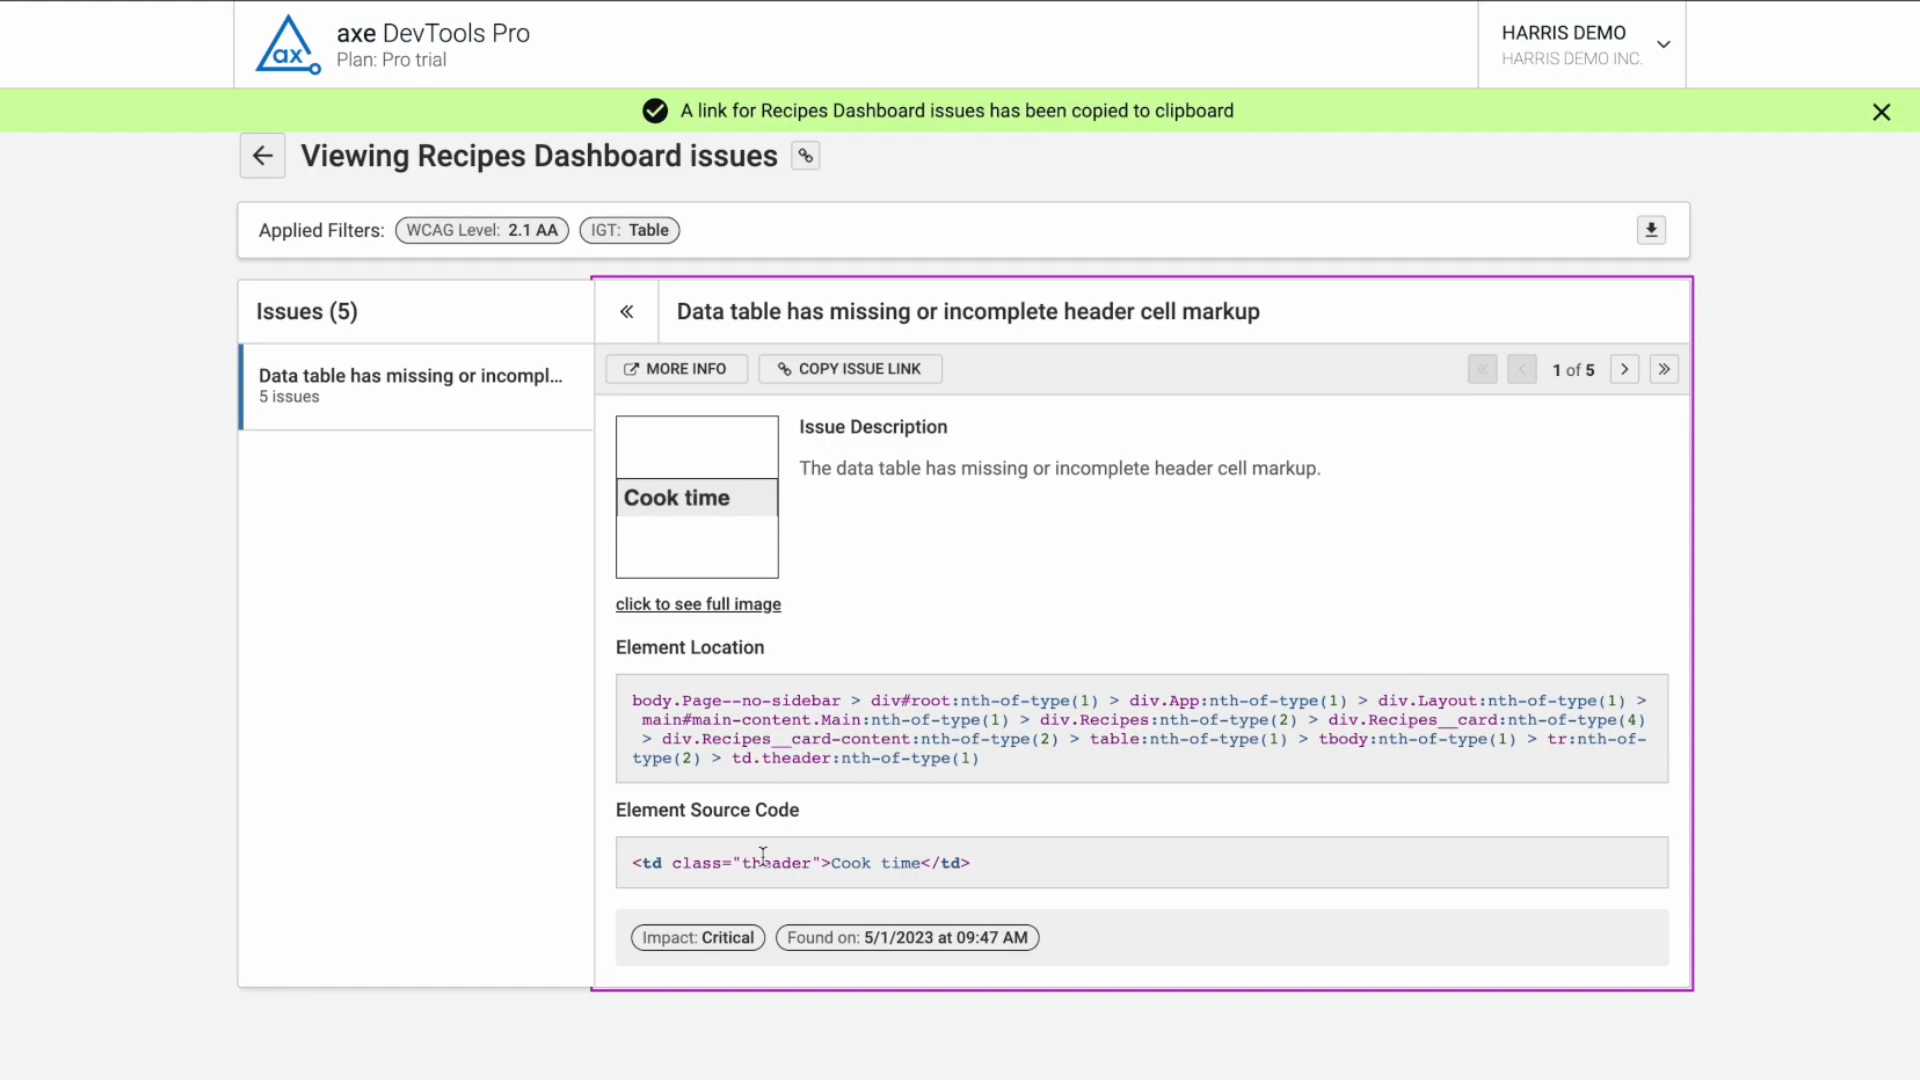 ax
axe DevTools Pro
Plan: Pro trial
HARRIS DEMO
HARRIS DEMO INC.
A link for Recipes Dashboard issues has been copied to clipboard
Viewing Recipes Dashboard issues
Applied Filters: WCAG Level: 2.1 AA IGT: Table
Issues (5)
Data table has missing or incompl...
5 issues
Data table has missing or incomplete header cell markup
MORE INFO COPY ISSUE LINK 1 of 5
Cook time
click to see full image
Issue Description
The data table has missing or incomplete header cell markup.
Element Location
body.Page--no-sidebar > div#root:nth-of-type(1) > div.App:nth-of-type(1) > div.Layout:nth-of-type(1) >
main#main-content.Main:nth-of-type(1) > div.Recipes:nth-of-type(2) > div.Recipes__card:nth-of-type(4)
> div.Recipes__card-content:nth-of-type(2) > table:nth-of-type(1) > tbody:nth-of-type(1) > tr:nth-of-
type(2) > td.theader:nth-of-type(1)
Element Source Code
<td class="theader">Cook time</td>
Impact: Critical Found on: 5/1/2023 at 09:47 AM